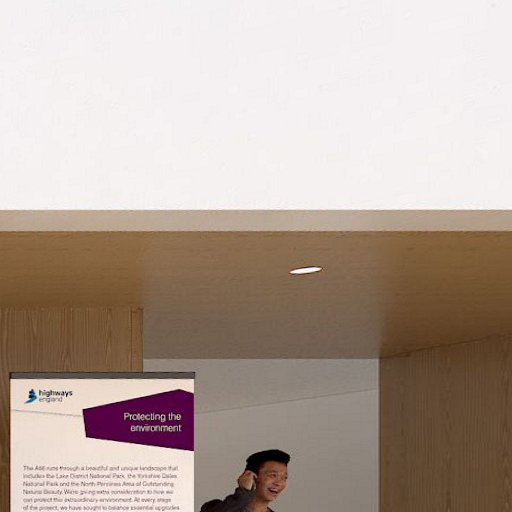 highways
england
Protecting the
environment
The A66 runs through a beautiful and unique landscape that
includes the Lake District National Park, the Yorkshire Dales
National Park and the North Pennines Area of Outstanding
Natural Beauty. We're giving extra consideration to how we
can protect this extraordinary environment. At every stage
of the project, we have sought to balance essential upgrades